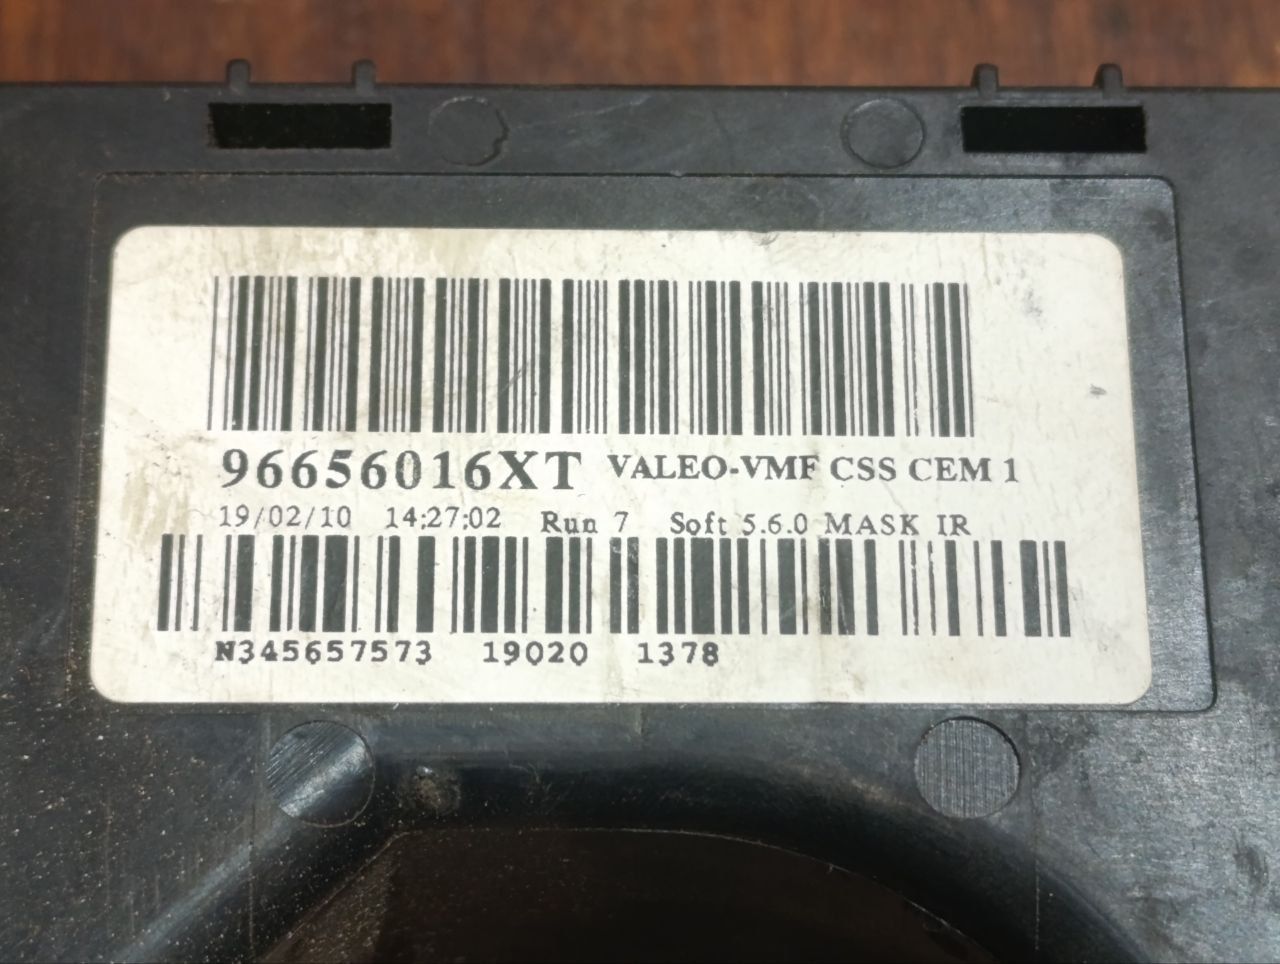 96656016XT VALEO-VMF CSS CEM 1
19/02/10 14:27:02 Run 7 Soft 5.6.0 MASK IR
N345657573 19020 1378